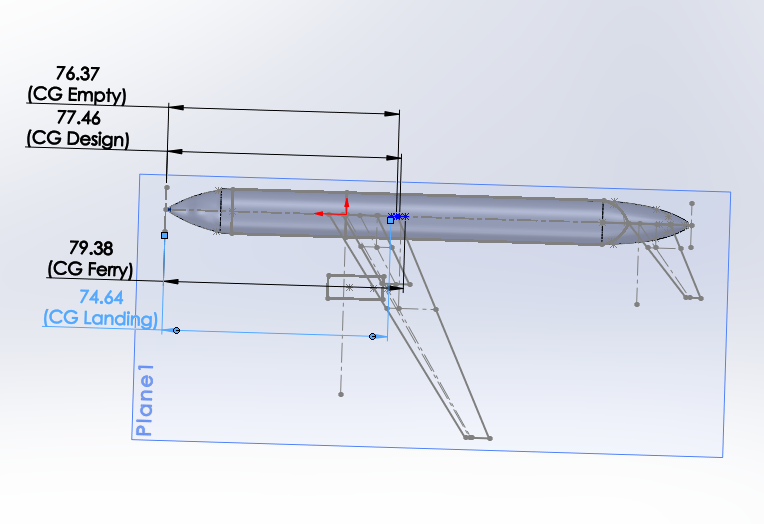 76.37
(CG Empty)
77.46
(CG Design)
79.38
(CG Ferry)
74.64
(CG Landing)
Plane1